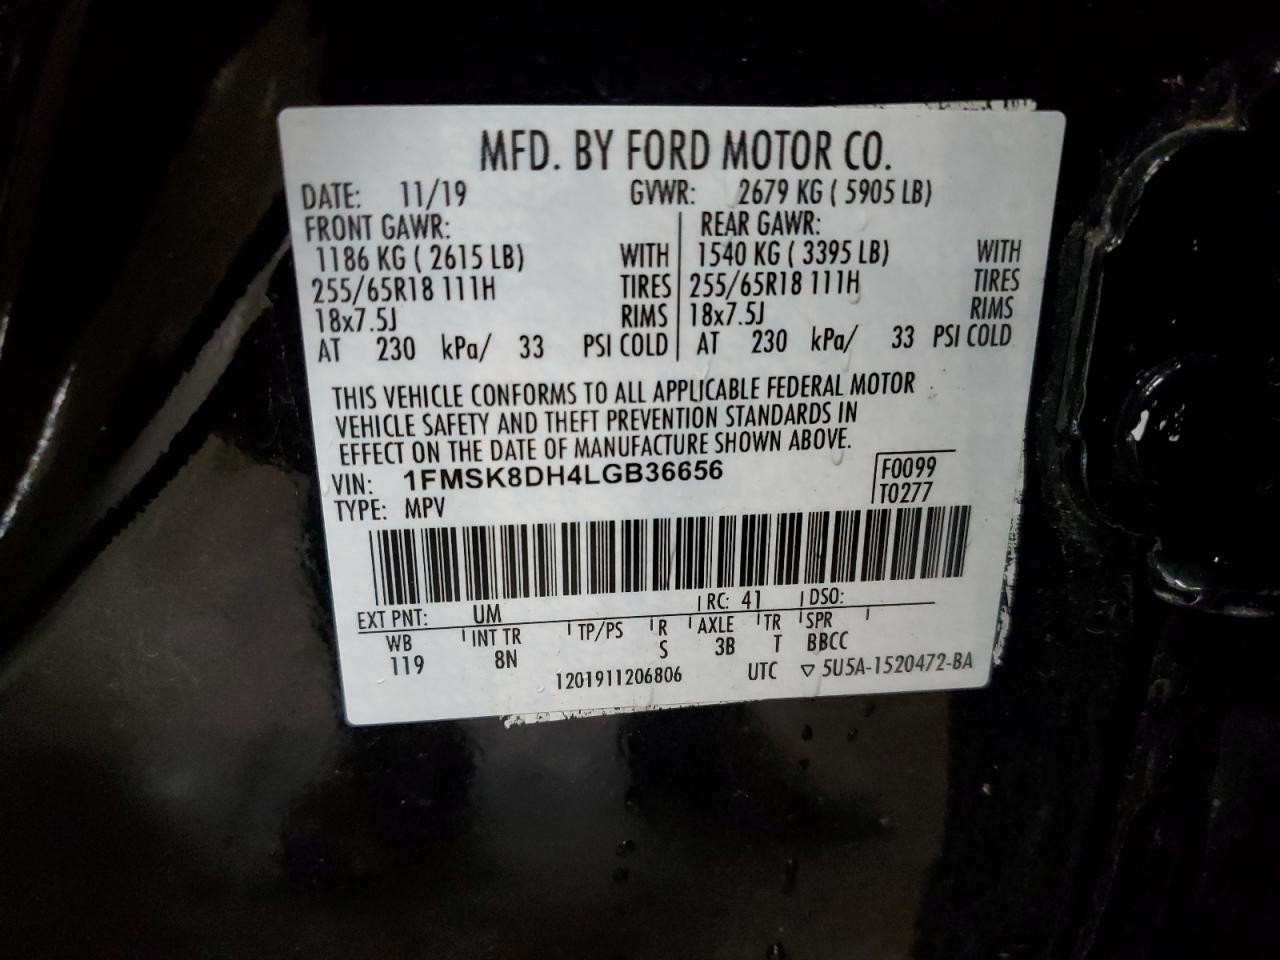 MFD. BY FORD MOTOR CO.
DATE: 11/19 GVWR: 2679 KG ( 5905 LB)
FRONT GAWR: REAR GAWR:
1186 KG ( 2615 LB) WITH 1540 KG ( 3395 LB) WITH
255/65R18 111H TIRES 255/65R18 111H TIRES
18x7.5J RIMS 18x7.5J RIMS
AT 230 kPa/ 33 PSI COLD AT 230 kPa/ 33 PSI COLD
THIS VEHICLE CONFORMS TO ALL APPLICABLE FEDERAL MOTOR
VEHICLE SAFETY AND THEFT PREVENTION STANDARDS IN
EFFECT ON THE DATE OF MANUFACTURE SHOWN ABOVE.
VIN: 1FMSK8DH4LGB36656 F0099
TYPE: MPV T0277
EXT PNT: UM RC: 41 DSO:
WB INT TR TP/PS R AXLE TR SPR
119 8N S 3B T BBCC
1201911206806 UTC ▽ 5U5A-1520472-BA